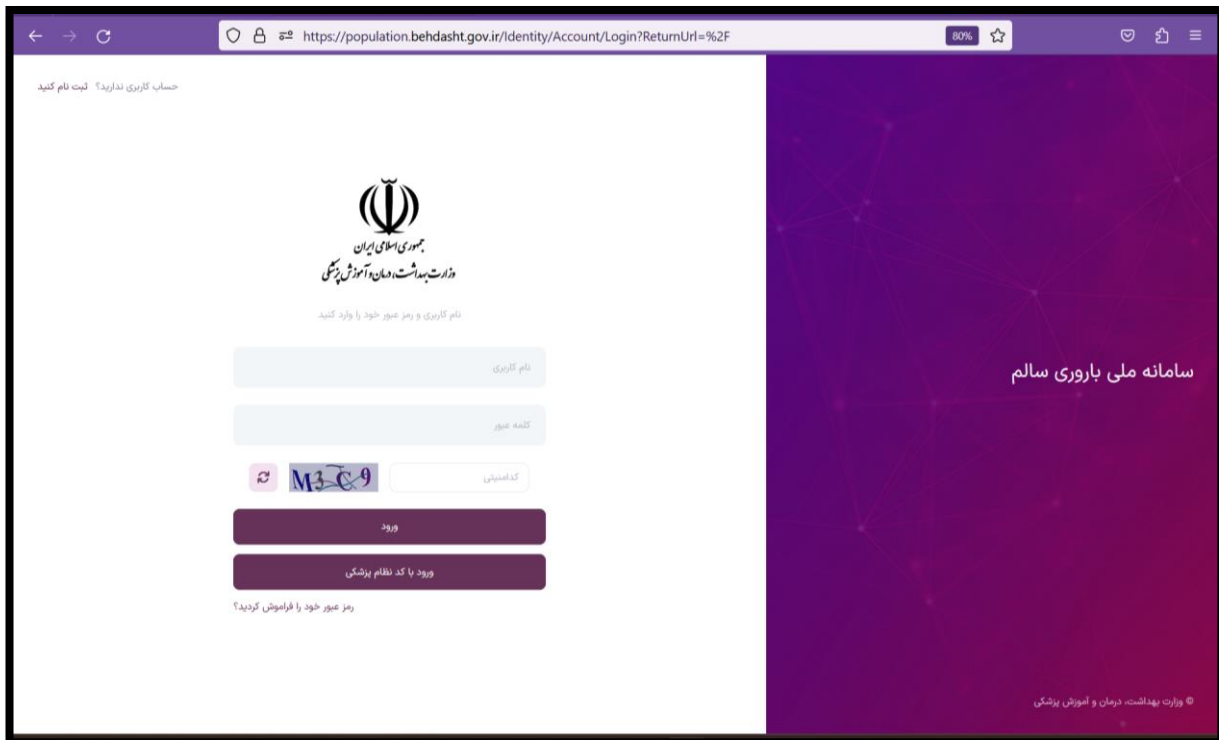 https://population.behdasht.gov.ir/Identity/Account/Login?ReturnUrl=%2F
80%
حساب کاربری ندارید؟ ثبت نام کنید
جمهوری اسلامی ایران
وزارت بهداشت، درمان و آموزش پزشکی
نام کاربری و رمز عبور خود را وارد کنید
نام کاربری
کلمه عبور
کدامنیتی
M3C9
ورود
ورود با کد نظام پزشکی
رمز عبور خود را فراموش کردید؟
سامانه ملی باروری سالم
© وزارت بهداشت، درمان و آموزش پزشکی